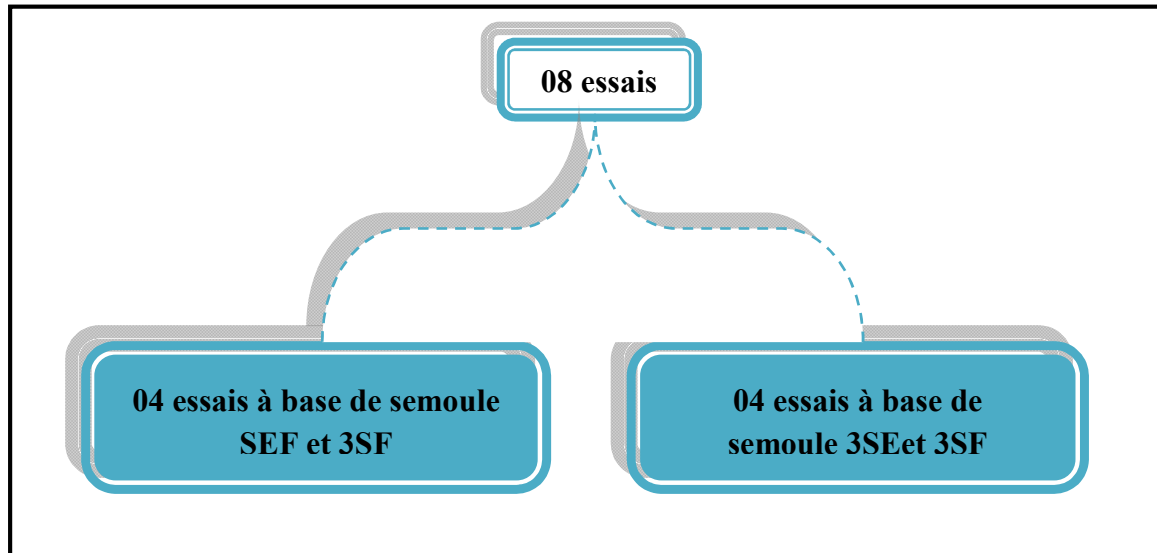 08 essais
04 essais à base de semoule
SEF et 3SF
04 essais à base de
semoule 3SEet 3SF